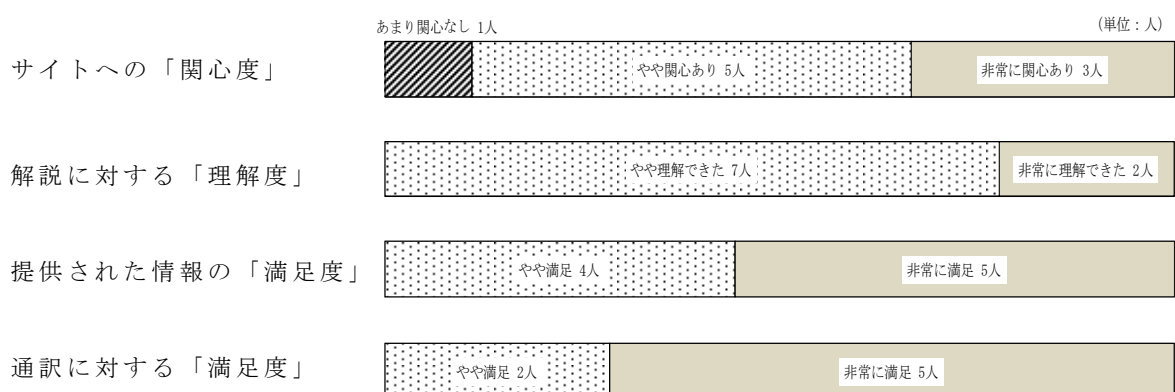 あまり関心なし 1人
(単位：人)
サイトへの「関心度」
やや関心あり 5人
非常に関心あり 3人
解説に対する「理解度」
やや理解できた 7人
非常に理解できた 2人
提供された情報の「満足度」
やや満足 4人
非常に満足 5人
通訳に対する「満足度」
やや満足 2人
非常に満足 5人